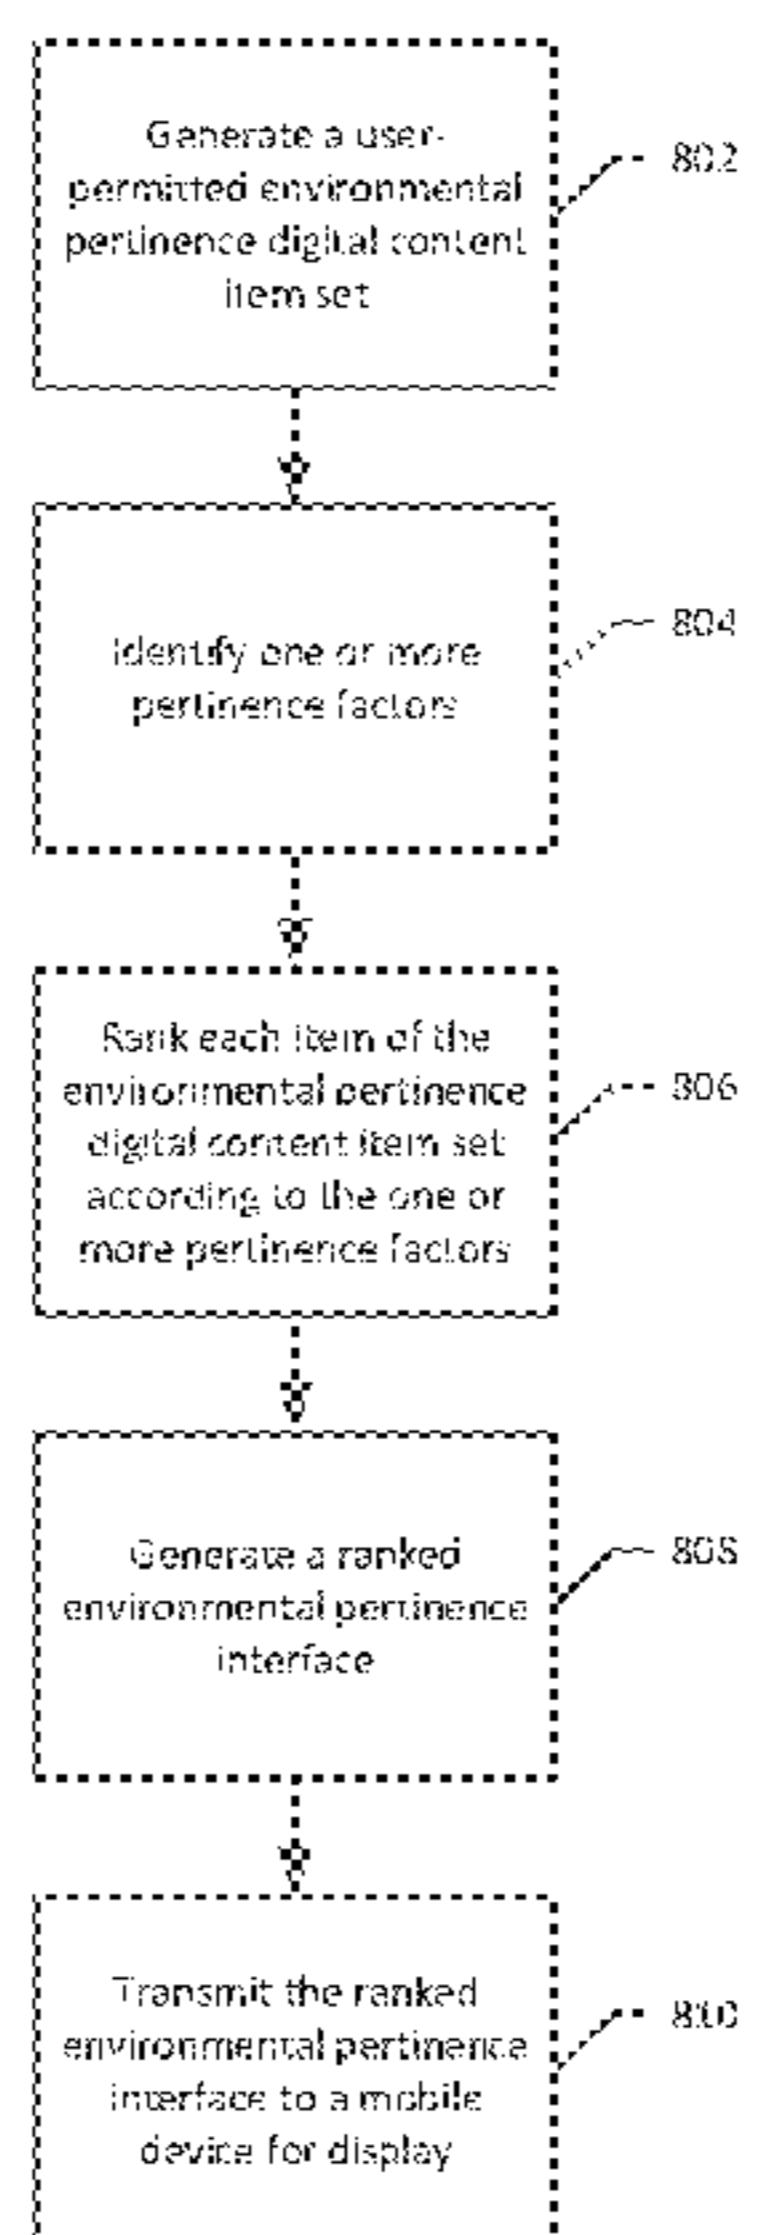 Generate a user-
permitted environmental
pertinence digital content
item set
802
Identify one or more
pertinence factors
804
Rank each item of the
environmental pertinence
digital content item set
according to the one or
more pertinence factors
806
Generate a ranked
environmental pertinence
interface
808
Transmit the ranked
environmental pertinence
interface to a mobile
device for display
810